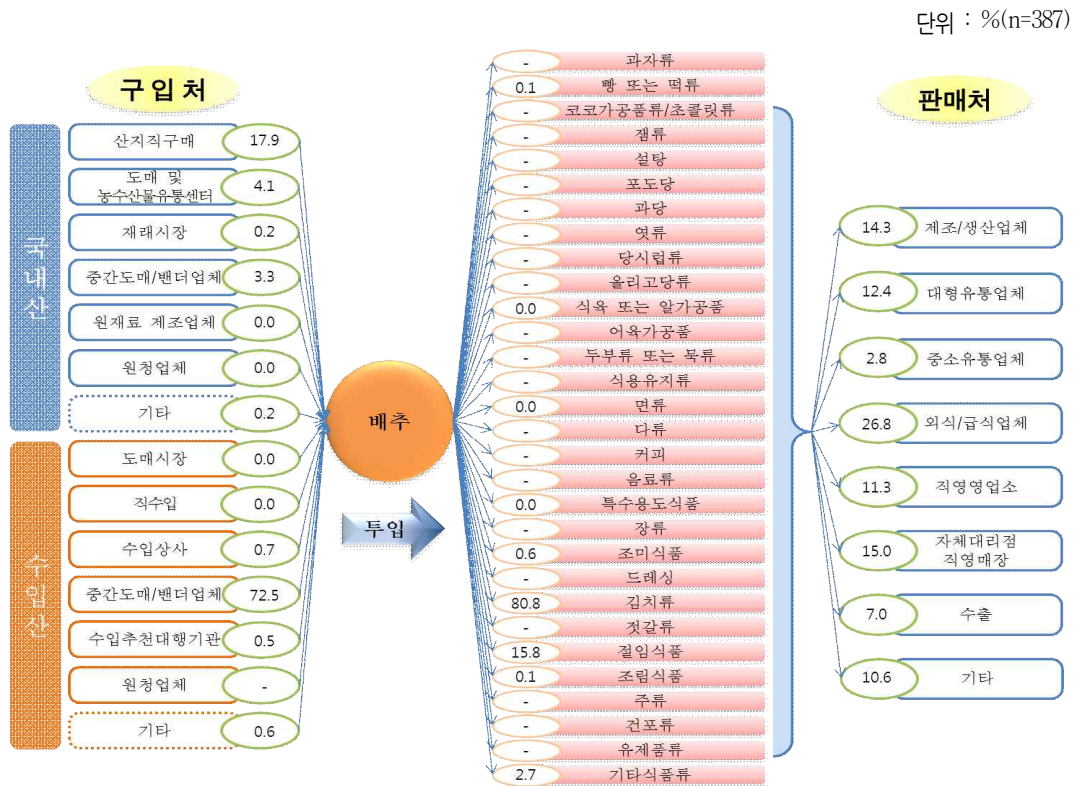 단위 : %(n=387)
구입처
국내산
산지직구매 17.9
도매 및
농수산물유통센터 4.1
재래시장 0.2
중간도매/밴더업체 3.3
원재료 제조업체 0.0
원청업체 0.0
기타 0.2
수입산
도매시장 0.0
직수입 0.0
수입상사 0.7
중간도매/밴더업체 72.5
수입추천대행기관 0.5
원청업체 -
기타 0.6
배추
투입
- 과자류
0.1 빵 또는 떡류
- 코코가공품류/초콜릿류
- 잼류
- 설탕
- 포도당
- 과당
- 엿류
- 당시럽류
- 올리고당류
0.0 식육 또는 알가공품
- 어육가공품
- 두부류 또는 묵류
- 식용유지류
0.0 면류
- 다류
- 커피
- 음료류
0.0 특수용도식품
- 장류
0.6 조미식품
- 드레싱
80.8 김치류
- 젓갈류
15.8 절임식품
0.1 조림식품
- 주류
- 건포류
- 유제품류
2.7 기타식품류
판매처
14.3 제조/생산업체
12.4 대형유통업체
2.8 중소유통업체
26.8 외식/급식업체
11.3 직영영업소
15.0 자체대리점
직영매장
7.0 수출
10.6 기타